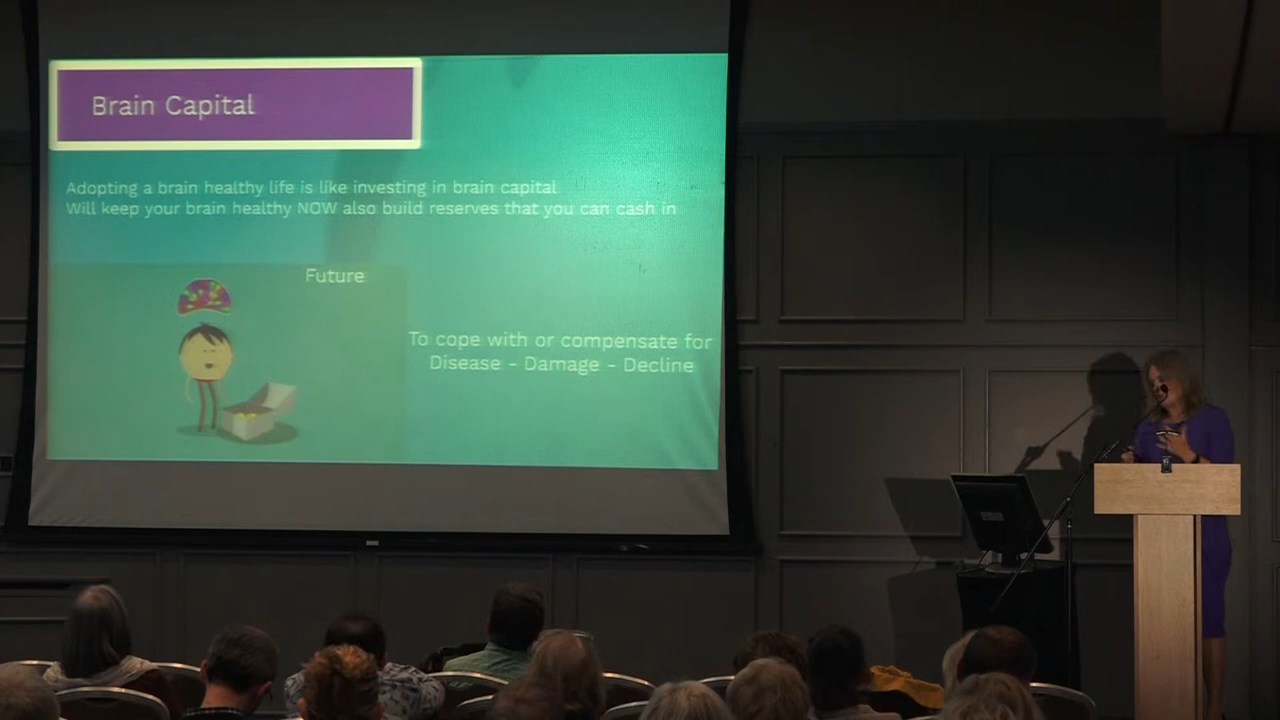 Brain Capital
Adopting a brain healthy life is like investing in brain capital
Will keep your brain healthy NOW also build reserves that you can cash in
Future
To cope with or compensate for
Disease - Damage - Decline